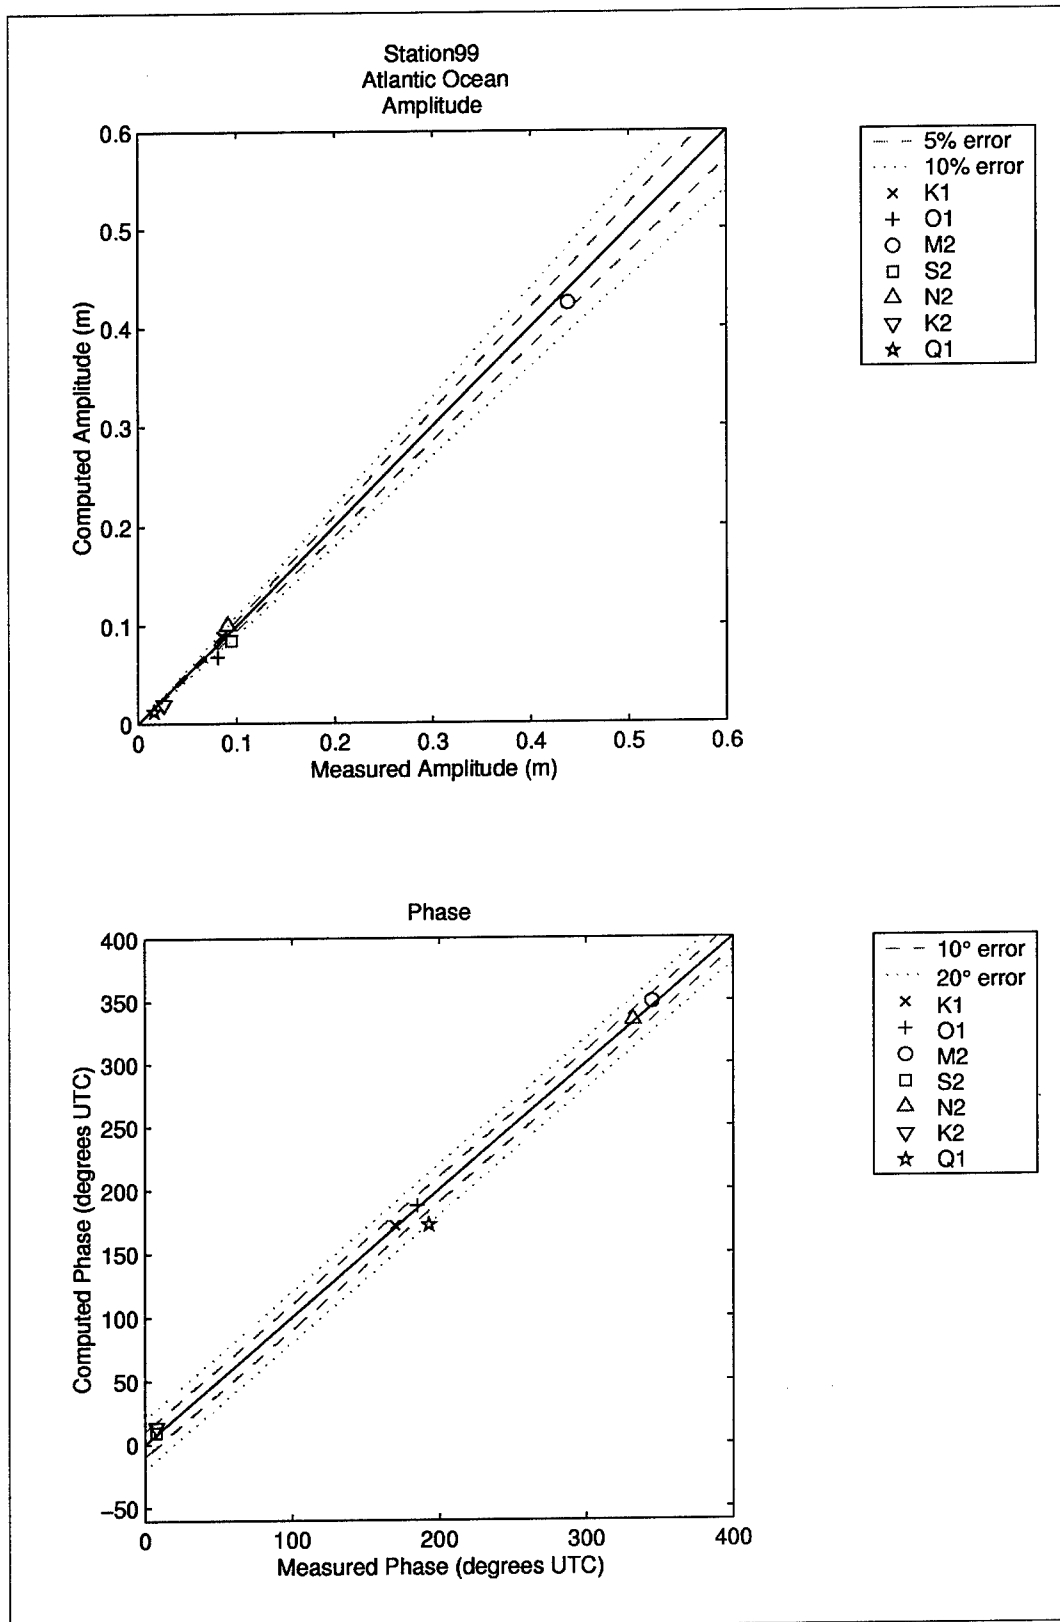 Station99
Atlantic Ocean
Amplitude
0.6
0.5
0.4
0.3
0.2
0.1
0
Computed Amplitude (m)
0 0.1 0.2 0.3 0.4 0.5 0.6
Measured Amplitude (m)
5% error
10% error
K1
O1
M2
S2
N2
K2
Q1
Phase
400
350
300
250
200
150
100
50
0
−50
Computed Phase (degrees UTC)
0 100 200 300 400
Measured Phase (degrees UTC)
10° error
20° error
K1
O1
M2
S2
N2
K2
Q1